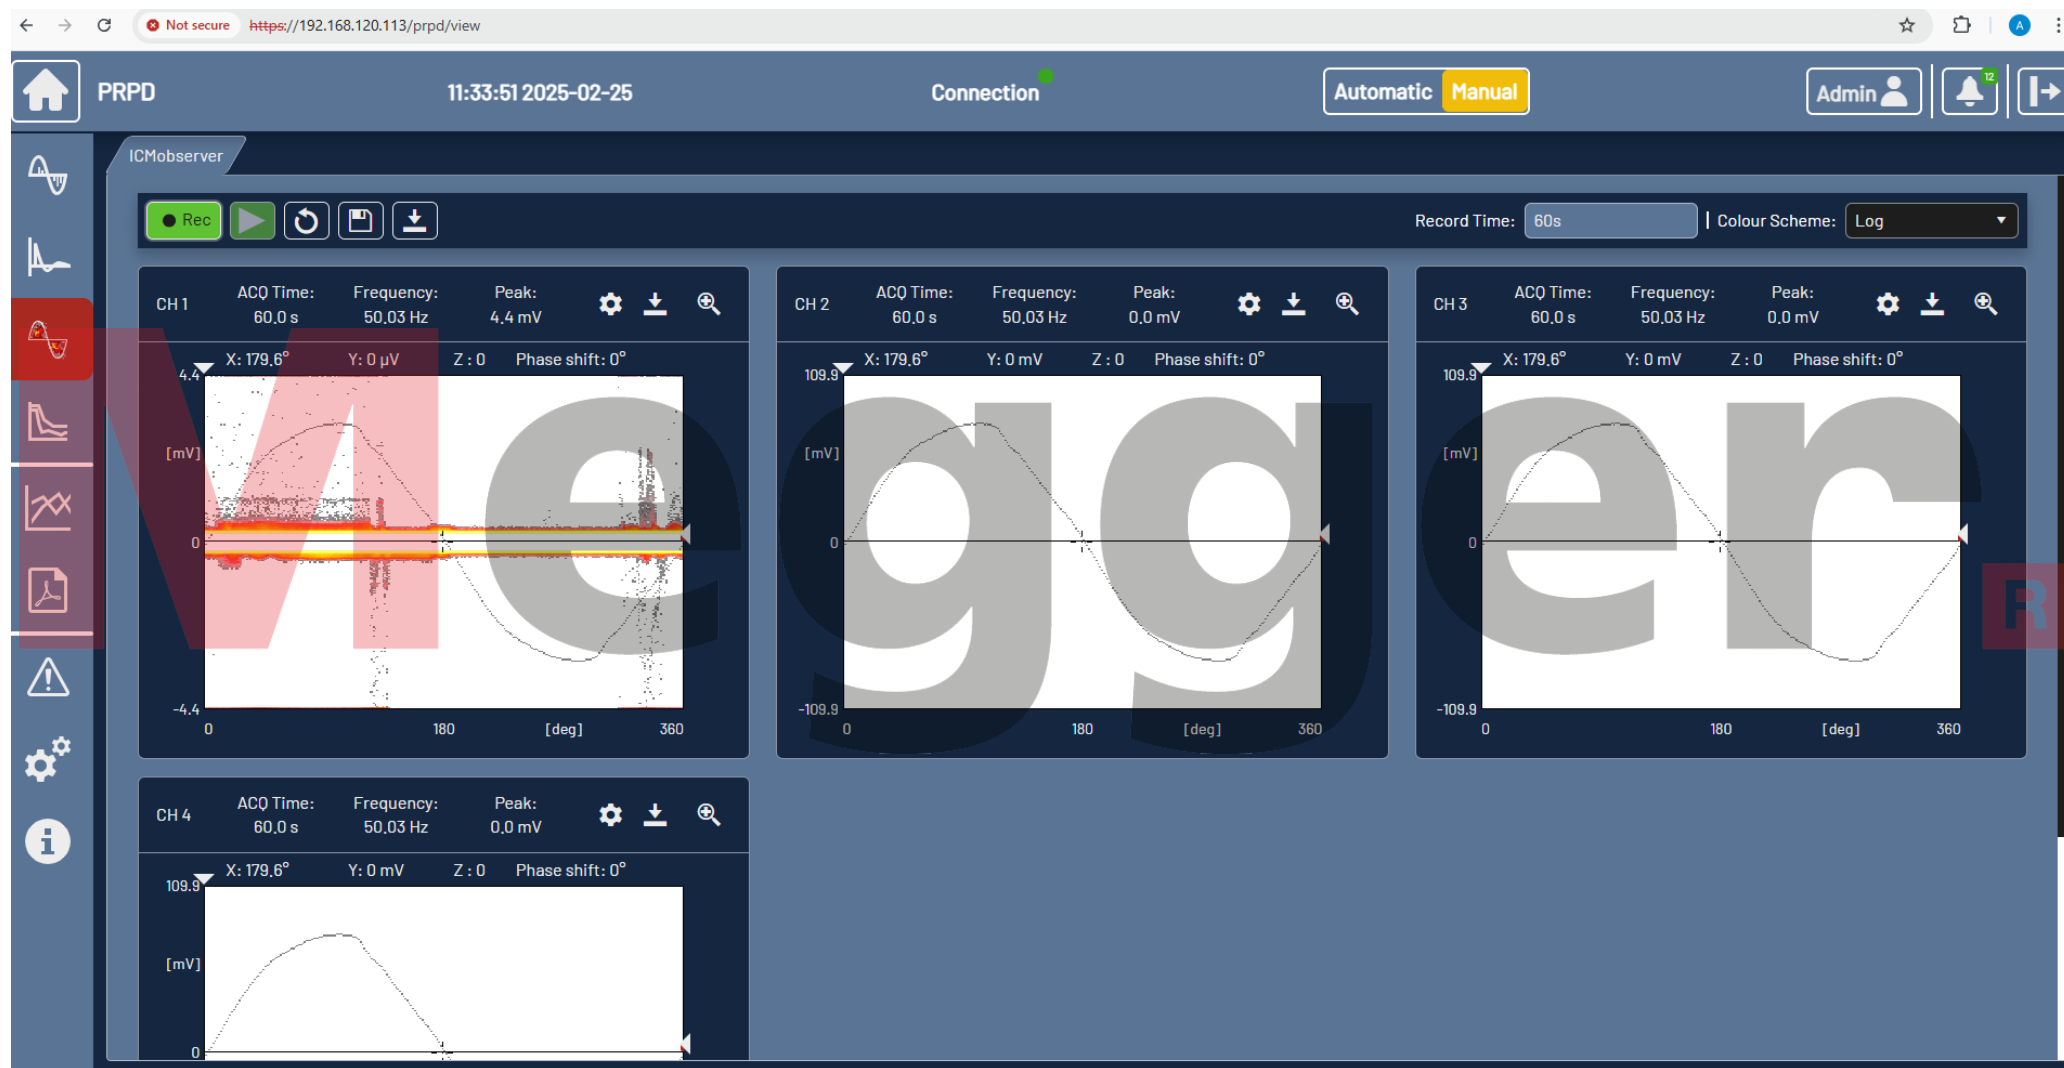 Not secure https://192.168.120.113/prpd/view A
PRPD 11:33:51 2025-02-25 Connection Automatic Manual Admin 12
ICMobserver
Rec Record Time: 60s Colour Scheme: Log
CH 1 ACQ Time: 60.0 s Frequency: 50.03 Hz Peak: 4.4 mV
X: 179.6° Y: 0 µV Z : 0 Phase shift: 0°
4.4
[mV]
0
-4.4
0 180 [deg] 360
CH 2 ACQ Time: 60.0 s Frequency: 50.03 Hz Peak: 0.0 mV
X: 179.6° Y: 0 mV Z : 0 Phase shift: 0°
109.9
[mV]
0
-109.9
0 180 [deg] 360
CH 3 ACQ Time: 60.0 s Frequency: 50.03 Hz Peak: 0.0 mV
X: 179.6° Y: 0 mV Z : 0 Phase shift: 0°
109.9
[mV]
0
-109.9
0 180 [deg] 360
Megger
R
CH 4 ACQ Time: 60.0 s Frequency: 50.03 Hz Peak: 0.0 mV
X: 179.6° Y: 0 mV Z : 0 Phase shift: 0°
109.9
[mV]
0